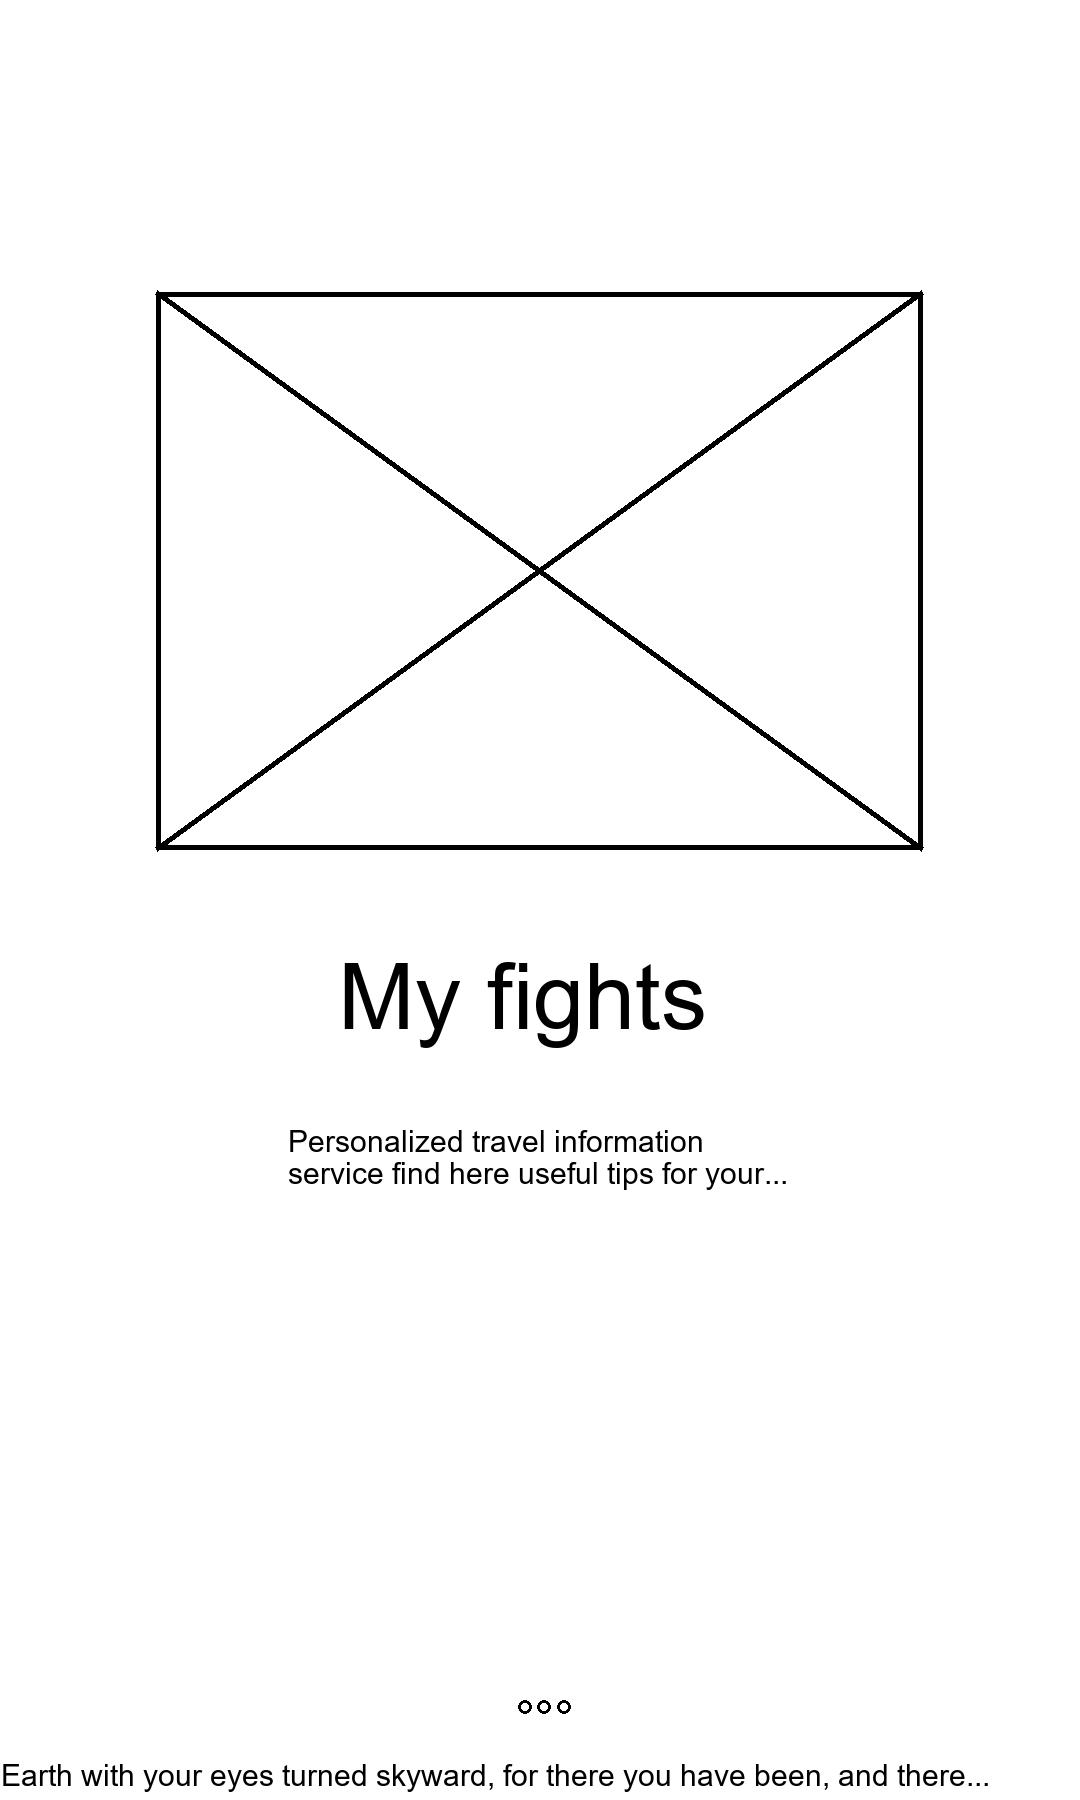 My fights
Personalized travel information
service find here useful tips for your...
Earth with your eyes turned skyward, for there you have been, and there...